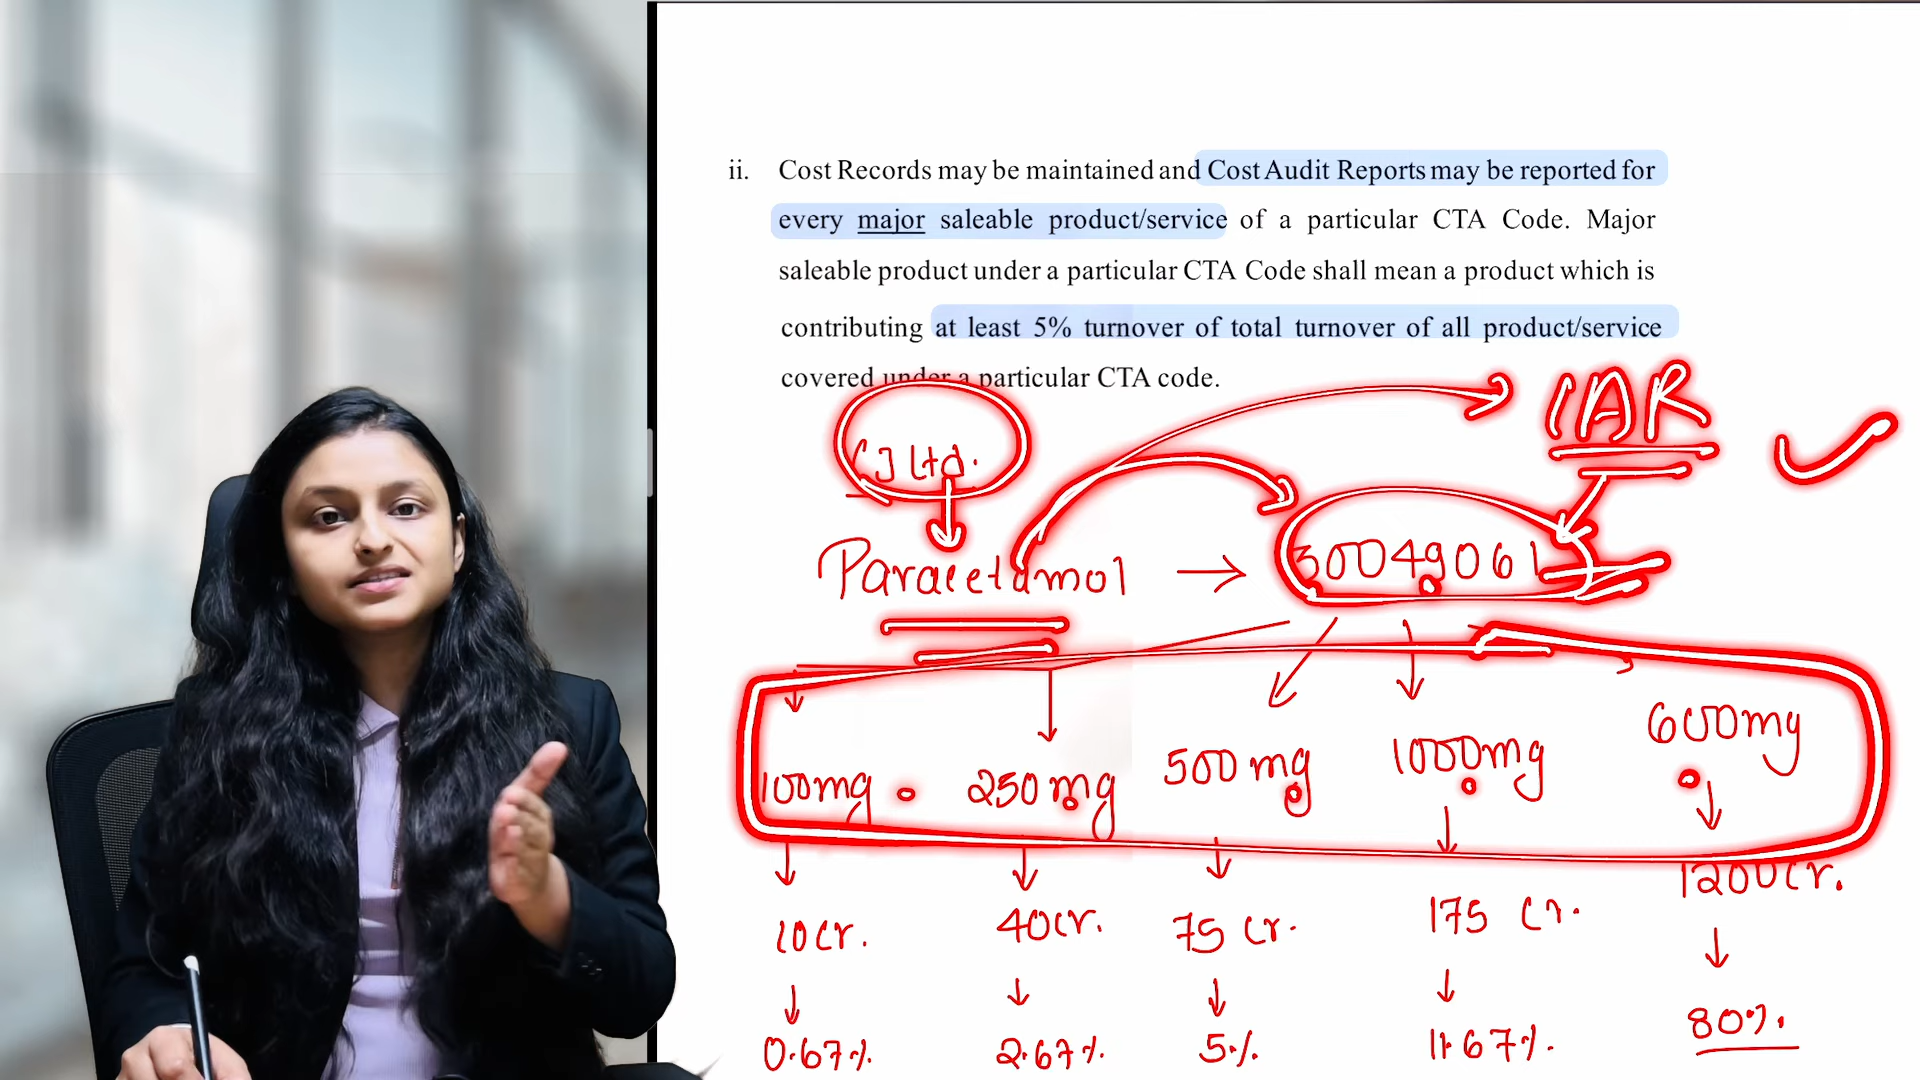 ii. Cost Records may be maintained and Cost Audit Reports may be reported for
every major saleable product/service of a particular CTA Code. Major
saleable product under a particular CTA Code shall mean a product which is
contributing at least 5% turnover of total turnover of all product/service
covered under a particular CTA code.
CAR
CJ Ltd.
Paracetamol → 30049061
100mg 250mg 500mg 1000mg 600mg
10cr. 40cr. 75 Cr. 175 Cr. 1200cr.
0.67% 2.67% 5% 11.67% 80%